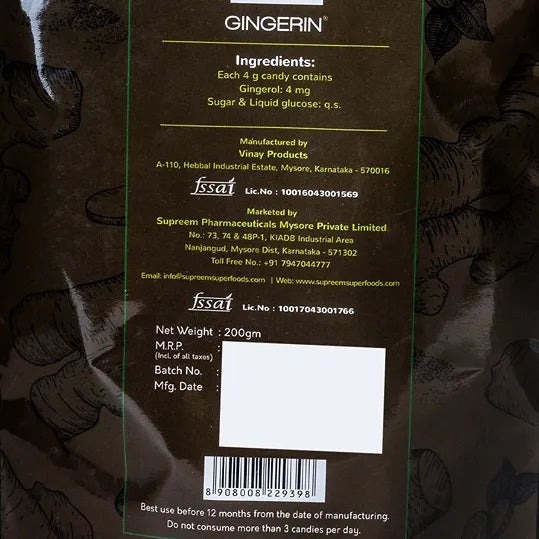 GINGERIN®
Ingredients:
Each 4 g candy contains
Gingerol: 4 mg
Sugar & Liquid glucose: q.s.
Manufactured by
Vinay Products
A-110, Hebbal Industrial Estate, Mysore, Karnataka - 570016
fssai Lic.No : 10016043001569
Marketed by
Supreem Pharmaceuticals Mysore Private Limited
No.: 73, 74 & 48P-1, KIADB Industrial Area
Nanjangud, Mysore Dist, Karnataka - 571302
Toll Free No.: +91 7947044777
Email: info@supreemsuperfoods.com | Web: www.supreemsuperfoods.com
fssai Lic.No : 10017043001766
Net Weight : 200gm
M.R.P. :
(Incl. of all taxes)
Batch No. :
Mfg. Date :
8 908008 229398
Best use before 12 months from the date of manufacturing.
Do not consume more than 3 candies per day.